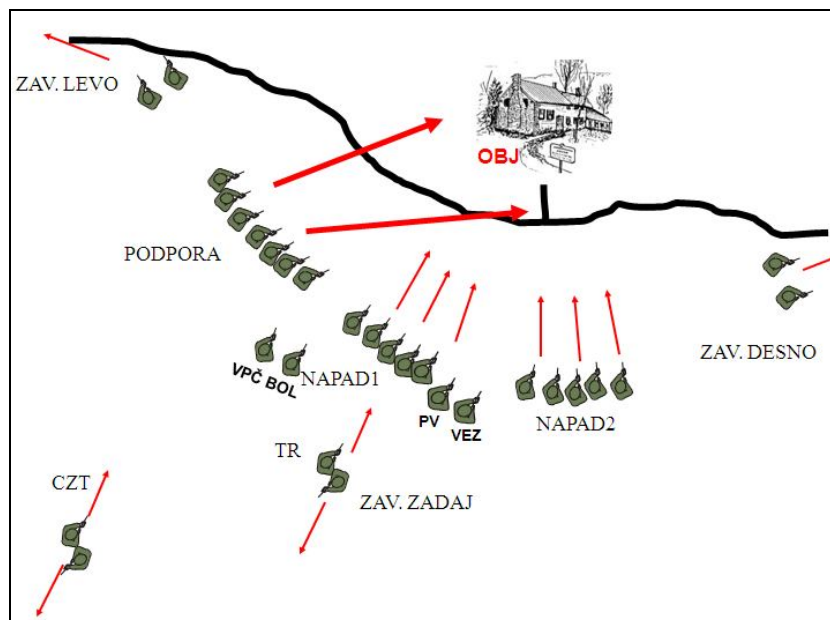 ZAV. LEVO
OBJ
PODPORA
ZAV. DESNO
VPČ BOL
NAPAD1
PV
VEZ
NAPAD2
TR
CZT
ZAV. ZADAJ